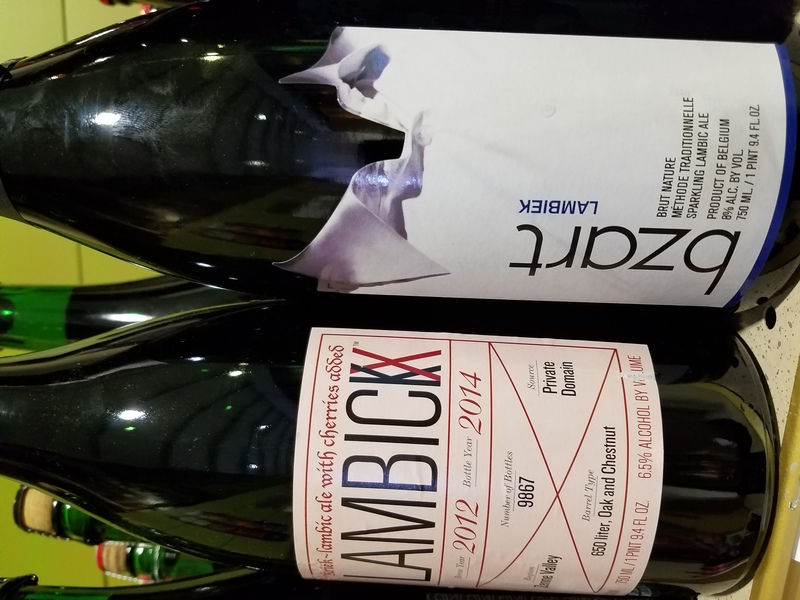 bzart
LAMBIEK
BRUT NATURE
MÉTHODE TRADITIONNELLE
SPARKLING LAMBIC ALE
PRODUCT OF BELGIUM
8% ALC. BY VOL.
750 ML. / 1 PINT 9.4 FL OZ
lambic ale with cherries added
LAMBICKX™
2012 Bottle Year 2014
Number of Bottles
9867
Source
Private
Domain
Valley
Barrel Type
650 liter, Oak and Chestnut
750 ML / 1 PINT 9.4 FL OZ. 6.5% ALCOHOL BY VOLUME